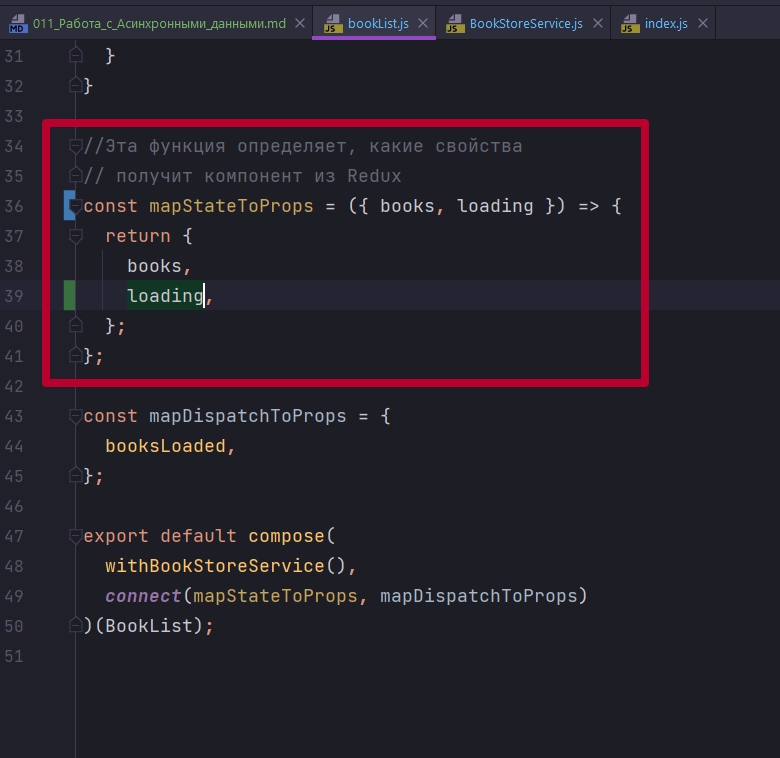 MD 011_Работа_с_Асинхронными_данными.md JS bookList.js JS BookStoreService.js JS index.js
31 }
32 }
33
34 //Эта функция определяет, какие свойства
35 // получит компонент из Redux
36 const mapStateToProps = ({ books, loading }) => {
37 return {
38 books,
39 loading,
40 };
41 };
42
43 const mapDispatchToProps = {
44 booksLoaded,
45 };
46
47 export default compose(
48 withBookStoreService(),
49 connect(mapStateToProps, mapDispatchToProps)
50 )(BookList);
51